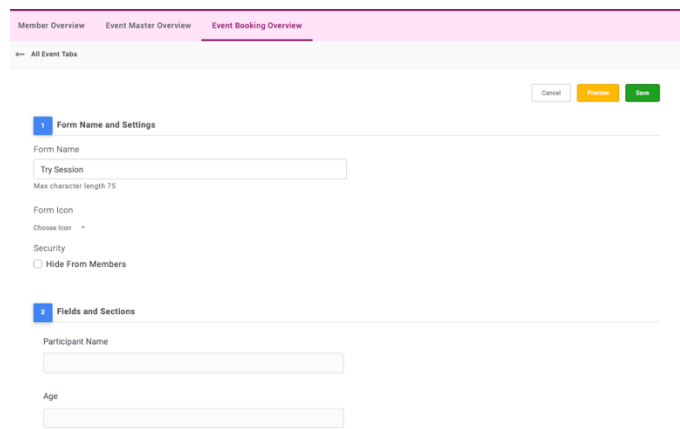 Member Overview Event Master Overview Event Booking Overview
← All Event Tabs
Cancel Preview Save
1 Form Name and Settings
Form Name
Try Session
Max character length 75
Form Icon
Choose Icon
Security
Hide From Members
2 Fields and Sections
Participant Name
Age